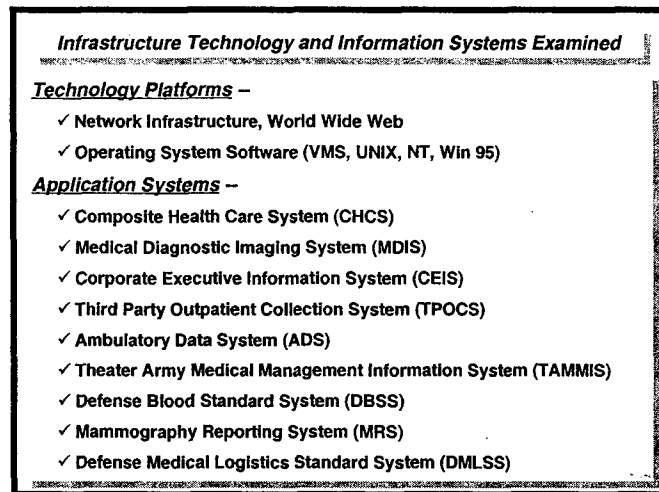 Infrastructure Technology and Information Systems Examined
Technology Platforms –
✓ Network Infrastructure, World Wide Web
✓ Operating System Software (VMS, UNIX, NT, Win 95)
Application Systems –
✓ Composite Health Care System (CHCS)
✓ Medical Diagnostic Imaging System (MDIS)
✓ Corporate Executive Information System (CEIS)
✓ Third Party Outpatient Collection System (TPOCS)
✓ Ambulatory Data System (ADS)
✓ Theater Army Medical Management Information System (TAMMIS)
✓ Defense Blood Standard System (DBSS)
✓ Mammography Reporting System (MRS)
✓ Defense Medical Logistics Standard System (DMLSS)